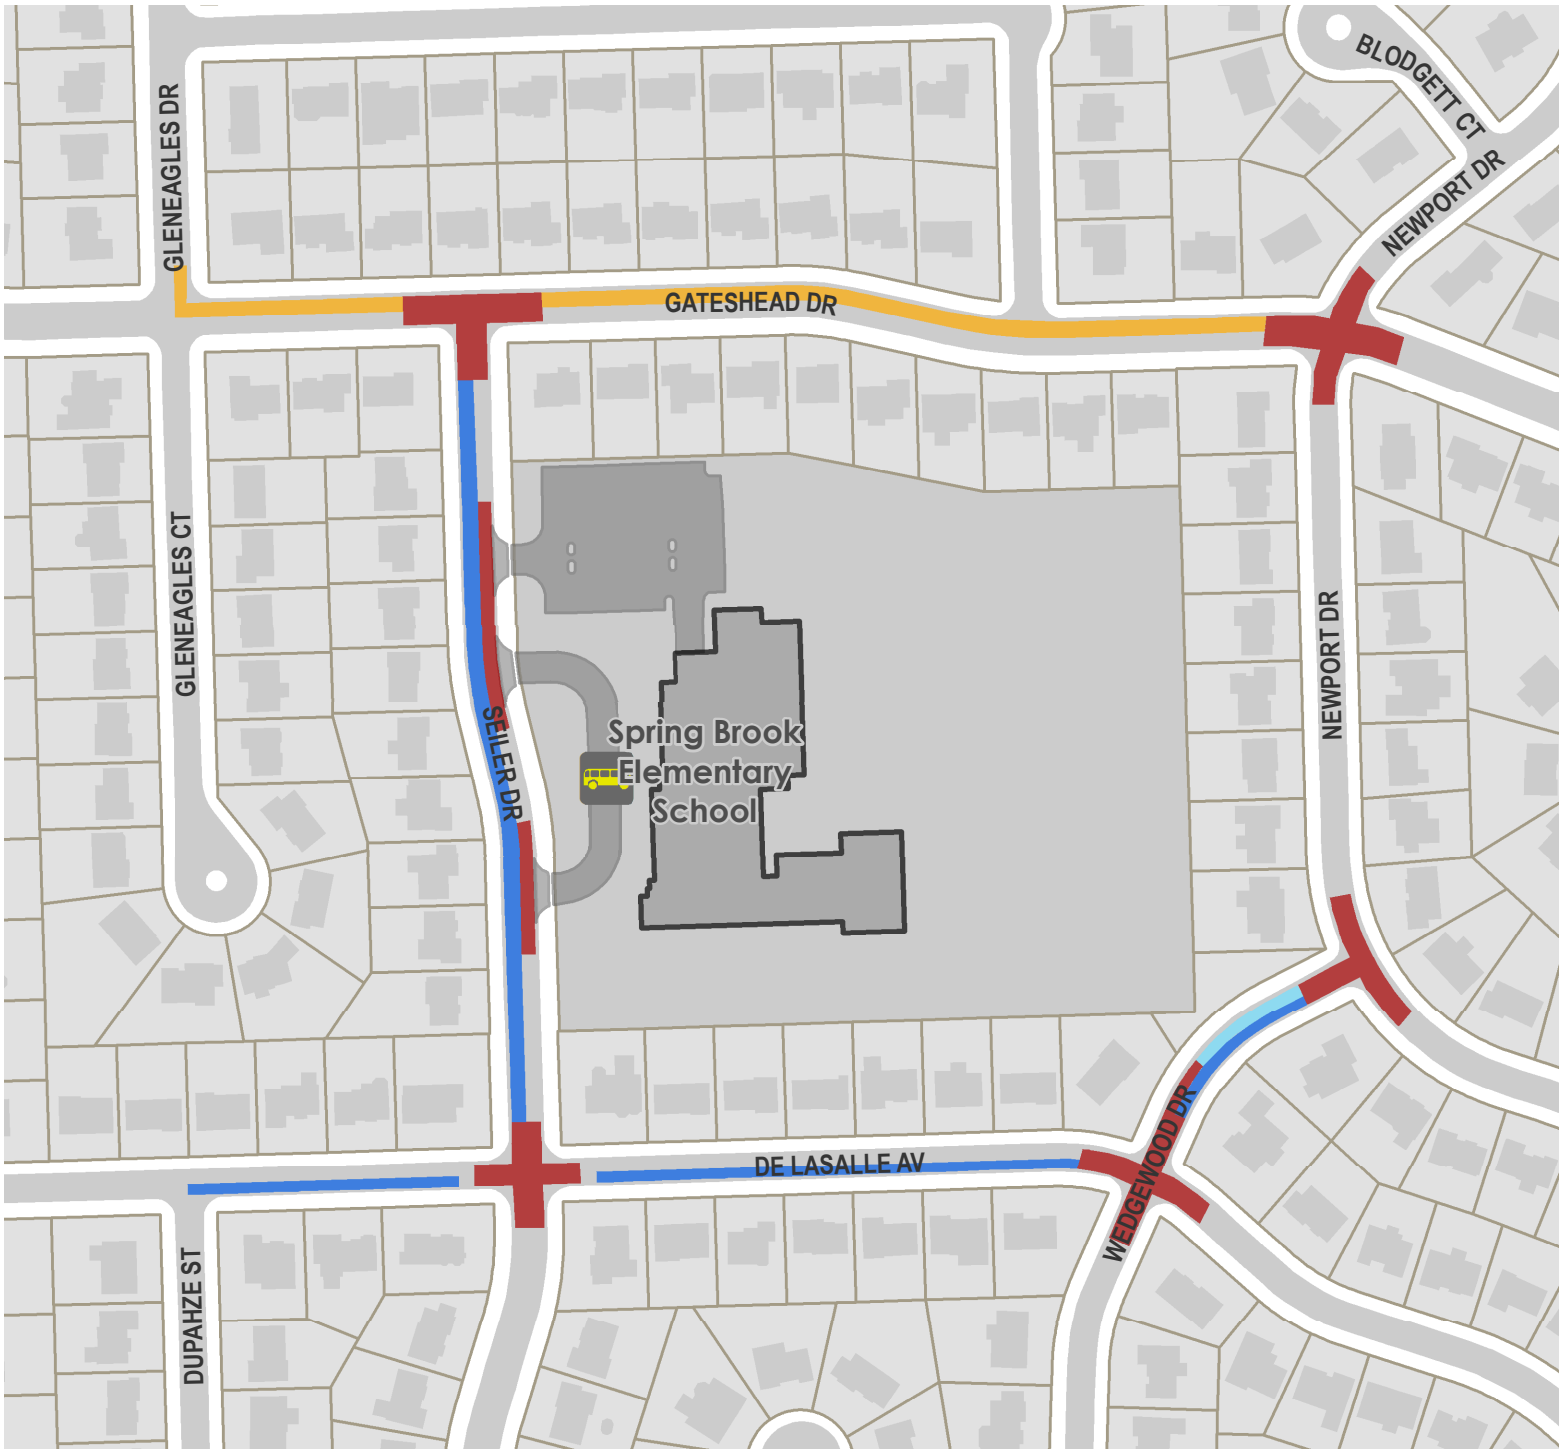 BLODGETT CT
GLENEAGLES DR
NEWPORT DR
GATESHEAD DR
GLENEAGLES CT
NEWPORT DR
SEILER DR
Spring Brook
Elementary
School
DE LASALLE AV
WEDGEWOOD DR
DUPAHZE ST